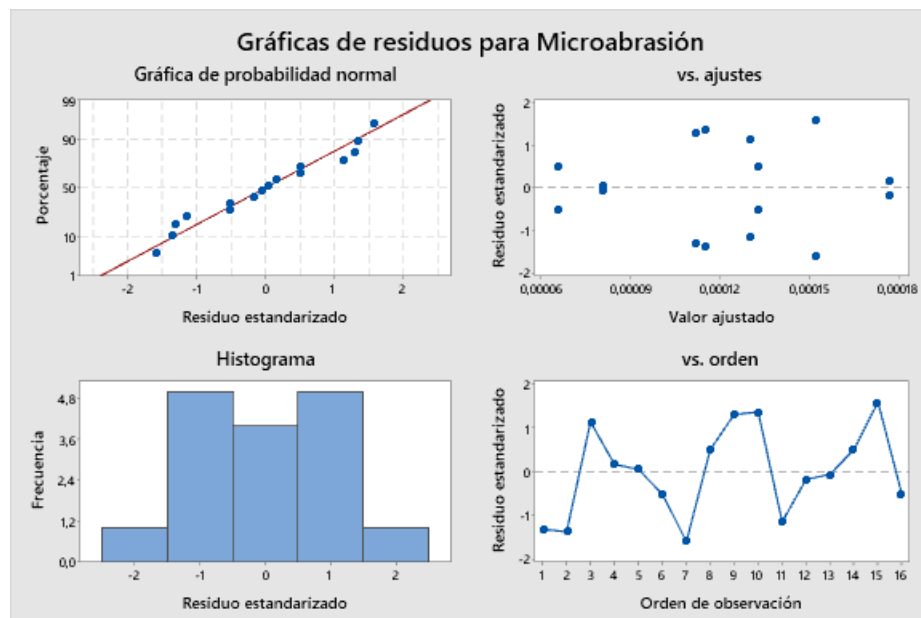 Gráficas de residuos para Microabrasión
Gráfica de probabilidad normal
99
90
50
10
1
Porcentaje
-2 -1 0 1 2
Residuo estandarizado
vs. ajustes
2
1
0
-1
-2
Residuo estandarizado
0,00006 0,00009 0,00012 0,00015 0,00018
Valor ajustado
Histograma
4,8
3,6
2,4
1,2
0,0
Frecuencia
-2 -1 0 1 2
Residuo estandarizado
vs. orden
2
1
0
-1
-2
Residuo estandarizado
1 2 3 4 5 6 7 8 9 10 11 12 13 14 15 16
Orden de observación